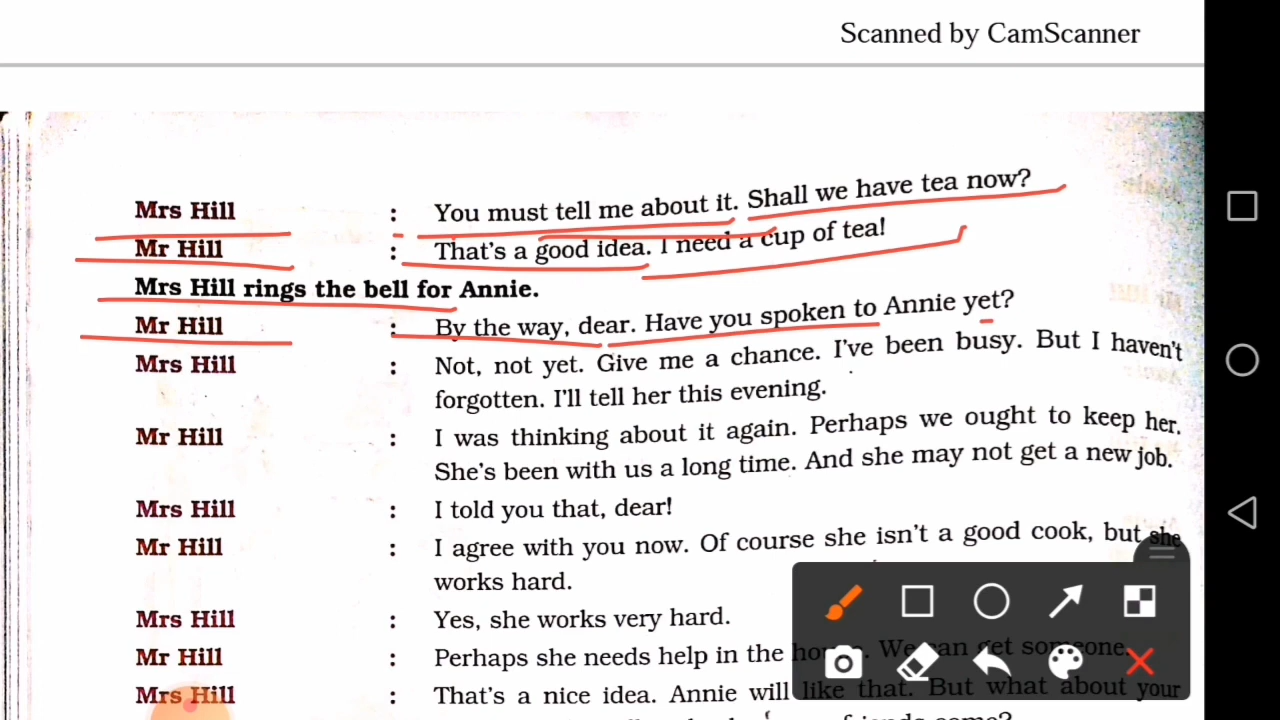 Scanned by CamScanner
Mrs Hill : You must tell me about it. Shall we have tea now?
Mr Hill : That's a good idea. I need a cup of tea!
Mrs Hill rings the bell for Annie.
Mr Hill : By the way, dear. Have you spoken to Annie yet?
Mrs Hill : Not, not yet. Give me a chance. I've been busy. But I haven't
forgotten. I'll tell her this evening.
Mr Hill : I was thinking about it again. Perhaps we ought to keep her.
She's been with us a long time. And she may not get a new job.
Mrs Hill : I told you that, dear!
Mr Hill : I agree with you now. Of course she isn't a good cook, but she
works hard.
Mrs Hill : Yes, she works very hard.
Mr Hill : Perhaps she needs help in the house. We can get someone.
Mrs Hill : That's a nice idea. Annie will like that. But what about your
friends come?